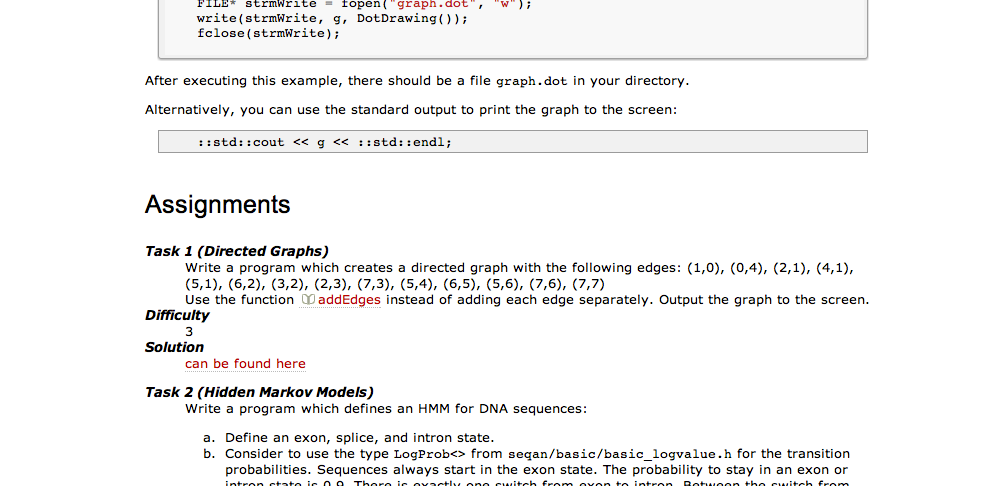 FILE* strmWrite = fopen("graph.dot", "w");
write(strmWrite, g, DotDrawing());
fclose(strmWrite);
After executing this example, there should be a file graph.dot in your directory.
Alternatively, you can use the standard output to print the graph to the screen:
::std::cout << g << ::std::endl;
Assignments
Task 1 (Directed Graphs)
Write a program which creates a directed graph with the following edges: (1,0), (0,4), (2,1), (4,1),
(5,1), (6,2), (3,2), (2,3), (7,3), (5,4), (6,5), (5,6), (7,6), (7,7)
Use the function addEdges instead of adding each edge separately. Output the graph to the screen.
Difficulty
3
Solution
can be found here
Task 2 (Hidden Markov Models)
Write a program which defines an HMM for DNA sequences:
a. Define an exon, splice, and intron state.
b. Consider to use the type LogProb<> from seqan/basic/basic_logvalue.h for the transition
probabilities. Sequences always start in the exon state. The probability to stay in an exon or
intron state is 0.9. There is exactly one switch from exon to intron. Between the switch from